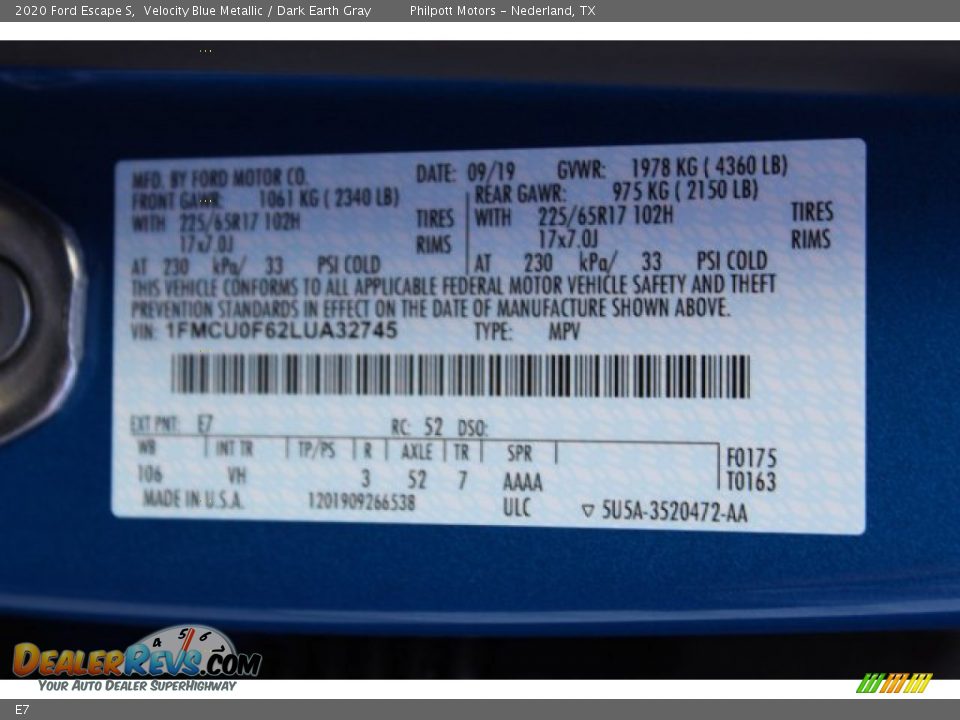 2020 Ford Escape S, Velocity Blue Metallic / Dark Earth Gray Philpott Motors - Nederland, TX
MFD. BY FORD MOTOR CO. DATE: 09/19 GVWR: 1978 KG ( 4360 LB)
FRONT GAWR: 1061 KG ( 2340 LB) REAR GAWR: 975 KG ( 2150 LB)
WITH 225/65R17 102H TIRES WITH 225/65R17 102H TIRES
17x7.0J RIMS 17x7.0J RIMS
AT 230 kPa/ 33 PSI COLD AT 230 kPa/ 33 PSI COLD
THIS VEHICLE CONFORMS TO ALL APPLICABLE FEDERAL MOTOR VEHICLE SAFETY AND THEFT
PREVENTION STANDARDS IN EFFECT ON THE DATE OF MANUFACTURE SHOWN ABOVE.
VIN: 1FMCU0F62LUA32745 TYPE: MPV
EXT PNT: E7 RC: 52 DSO:
WB INT TR TP/PS R AXLE TR SPR F0175
106 VH 3 52 7 AAAA T0163
MADE IN U.S.A. 1201909266538 ULC ▽ 5U5A-3520472-AA
4 5 6 7
DEALERREVS.COM
YOUR AUTO DEALER SUPERHIGHWAY
E7